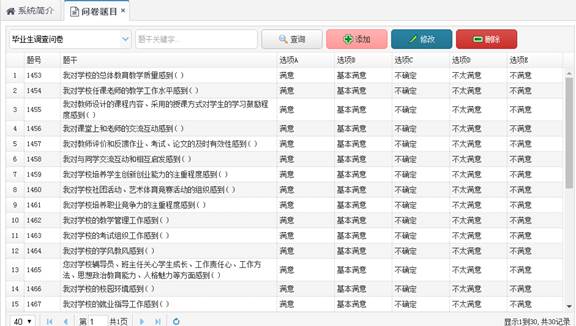 系统简介 问卷题目 ×
毕业生调查问卷 题干关键字... 查询 添加 修改 删除
题号 题干 选项A 选项B 选项C 选项D 选项E
1 1453 我对学校的总体教育教学质量感到( ) 满意 基本满意 不确定 不太满意 不满意
2 1454 我对学校任课老师的教学工作水平感到( ) 满意 基本满意 不确定 不太满意 不满意
3 1455 我对教师设计的课程内容、采用的授课方式对学生的学习鼓励程
度感到( ) 满意 基本满意 不确定 不太满意 不满意
4 1456 我对课堂上和老师的交流互动感到( ) 满意 基本满意 不确定 不太满意 不满意
5 1457 我对教师评价和反馈作业、考试、论文的及时有效性感到( ) 满意 基本满意 不确定 不太满意 不满意
6 1458 我对与同学交流互动和相互启发感到( ) 满意 基本满意 不确定 不太满意 不满意
7 1459 我对学校培养学生创新创业能力的注重程度感到( ) 满意 基本满意 不确定 不太满意 不满意
8 1460 我对学校社团活动、艺术体育竞赛活动的组织感到( ) 满意 基本满意 不确定 不太满意 不满意
9 1461 我对学校培养职业竞争力的注重程度感到( ) 满意 基本满意 不确定 不太满意 不满意
10 1462 我对学校的教学管理工作感到( ) 满意 基本满意 不确定 不太满意 不满意
11 1463 我对学校的考试组织工作感到( ) 满意 基本满意 不确定 不太满意 不满意
12 1464 我对学校的学风教风感到( ) 满意 基本满意 不确定 不太满意 不满意
13 1465 您对学校辅导员、班主任关心学生成长、工作责任心、工作方
法、思想政治教育能力、人格魅力等方面感到( ) 满意 基本满意 不确定 不太满意 不满意
14 1466 我对学校的校园环境感到( ) 满意 基本满意 不确定 不太满意 不满意
15 1467 我对学校的就业指导工作感到( ) 满意 基本满意 不确定 不太满意 不满意
40 第 1 共1页 显示1到30, 共30记录